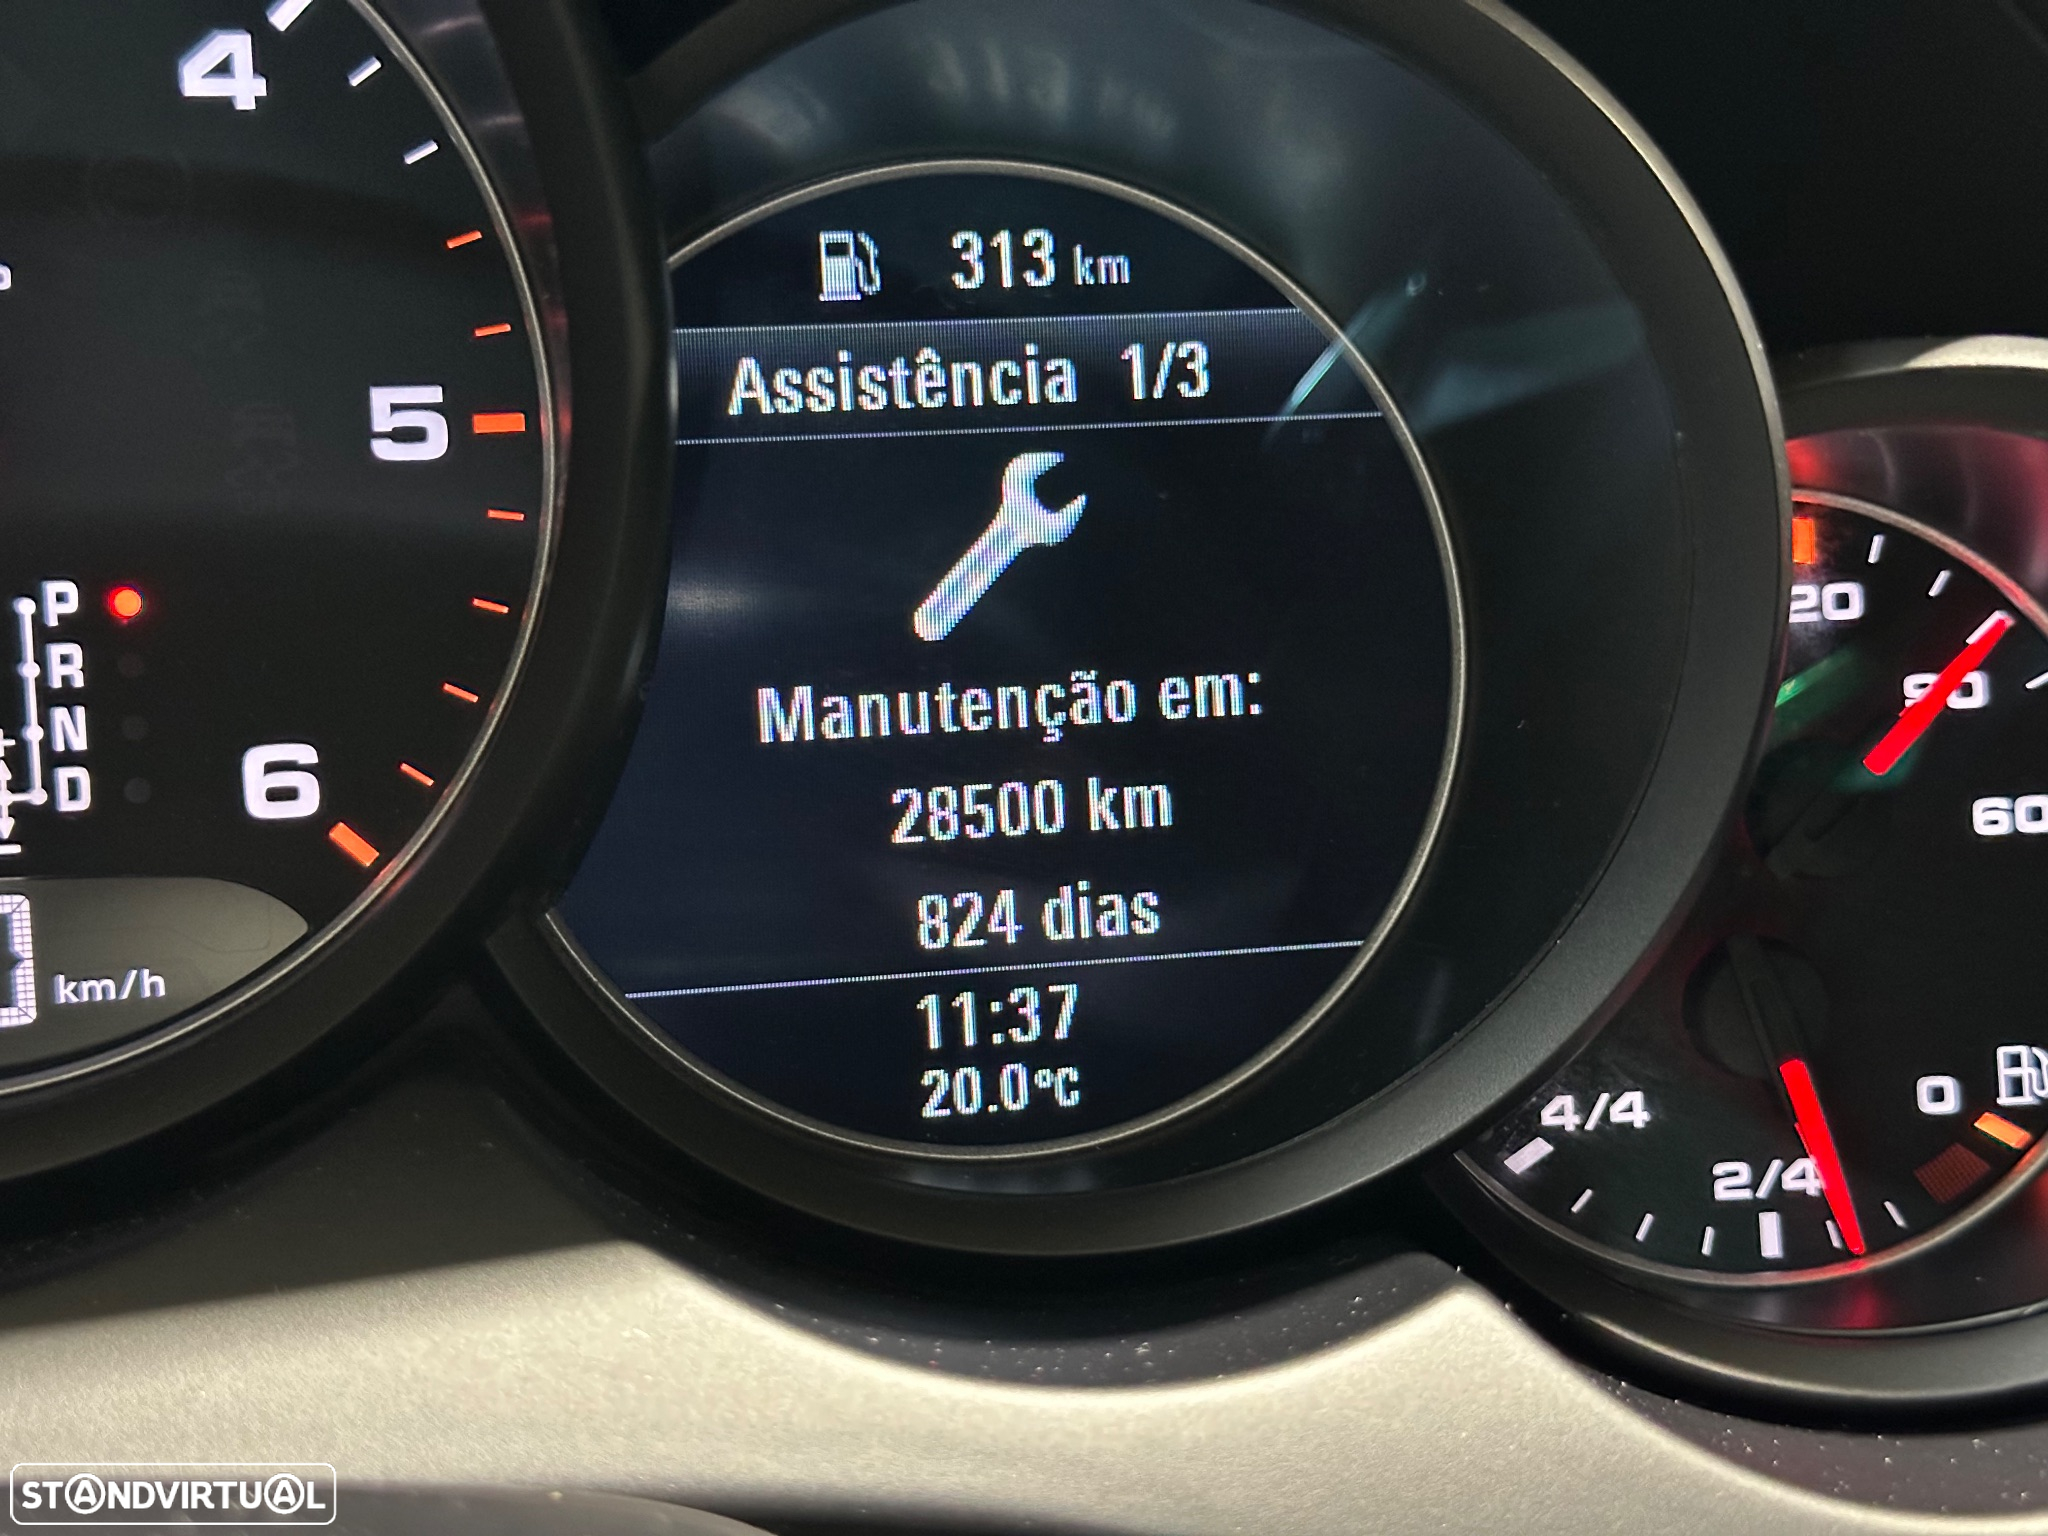 4
5
6
P
R
N
D
km/h
313 km
Assistência 1/3
Manutenção em:
28500 km
824 dias
11:37
20.0°C
90
60
4/4
2/4
0
STANDVIRTUAL